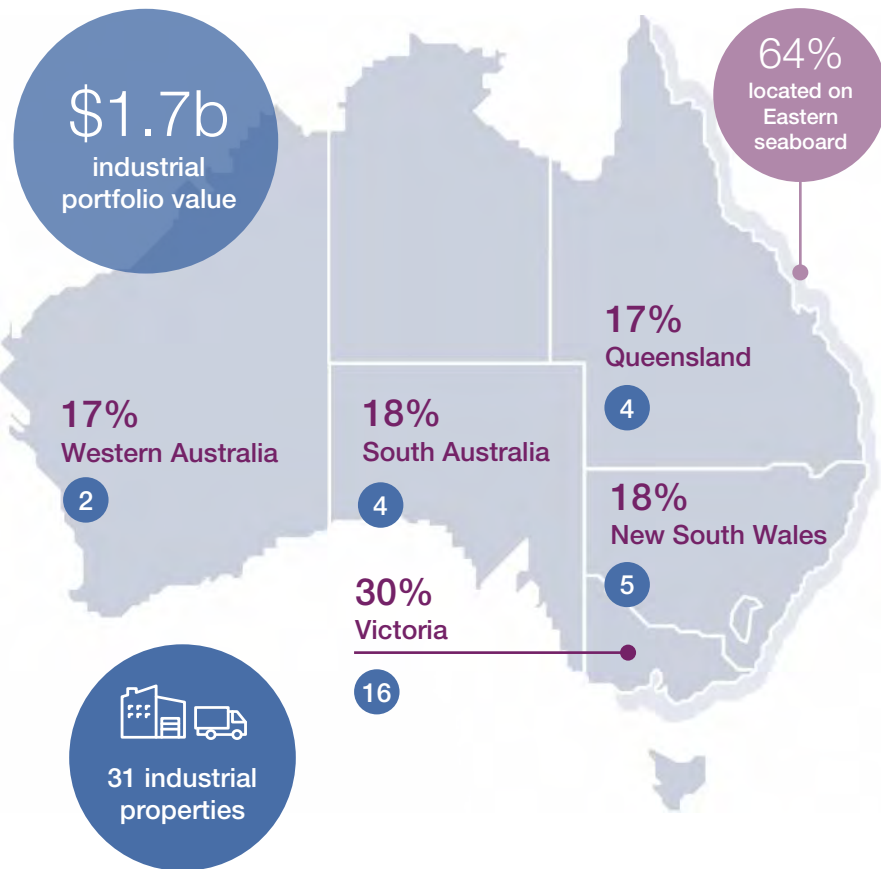 $1.7b
industrial
portfolio value
64%
located on
Eastern
seaboard
17%
Queensland
4
17%
Western Australia
2
18%
South Australia
4
18%
New South Wales
5
30%
Victoria
16
31 industrial
properties